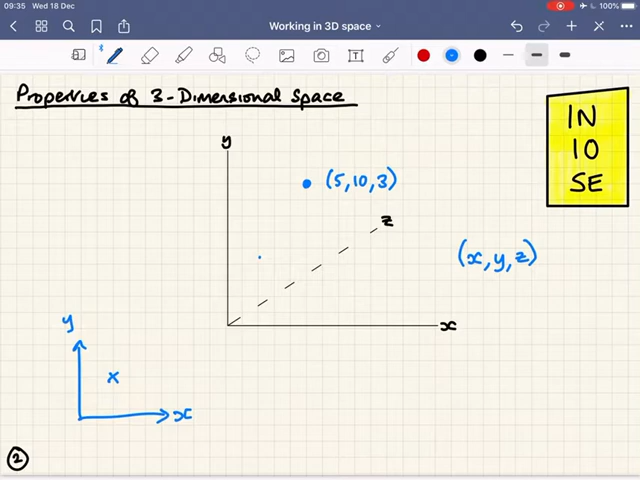 09:35 Wed 18 Dec
100%
Working in 3D space
Properties of 3-Dimensional Space
IN
10
SE
y
(5,10,3)
z
(x,y,z)
x
y
x
x
2